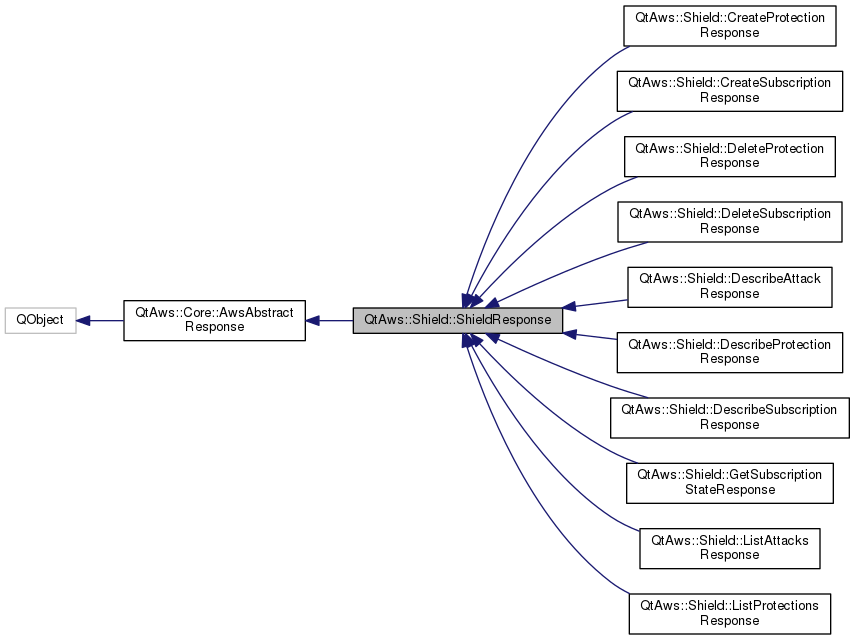 QtAws::Shield::CreateProtection
Response
QtAws::Shield::CreateSubscription
Response
QtAws::Shield::DeleteProtection
Response
QtAws::Shield::DeleteSubscription
Response
QtAws::Shield::DescribeAttack
Response
QObject
QtAws::Core::AwsAbstract
Response
QtAws::Shield::ShieldResponse
QtAws::Shield::DescribeProtection
Response
QtAws::Shield::DescribeSubscription
Response
QtAws::Shield::GetSubscription
StateResponse
QtAws::Shield::ListAttacks
Response
QtAws::Shield::ListProtections
Response